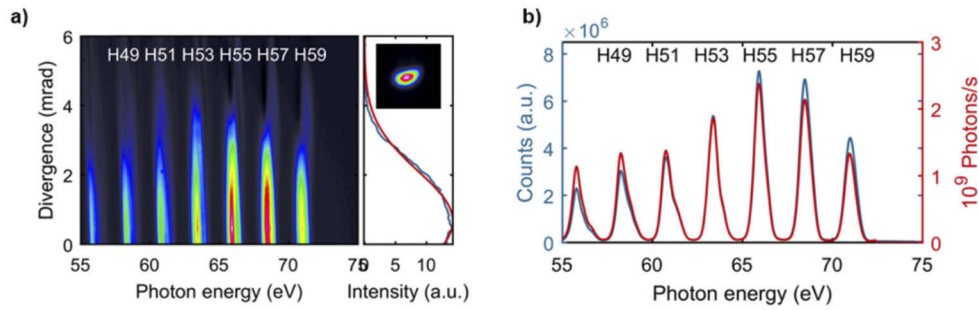 a)
H49 H51 H53 H55 H57 H59
Divergence (mrad)
6
4
2
0
55 60 65 70 75
Photon energy (eV)
0 5 10
Intensity (a.u.)
b)
×10⁶
H49 H51 H53 H55 H57 H59
Counts (a.u.)
8
6
4
2
0
3
2
1
0
10⁹ Photons/s
55 60 65 70 75
Photon energy (eV)